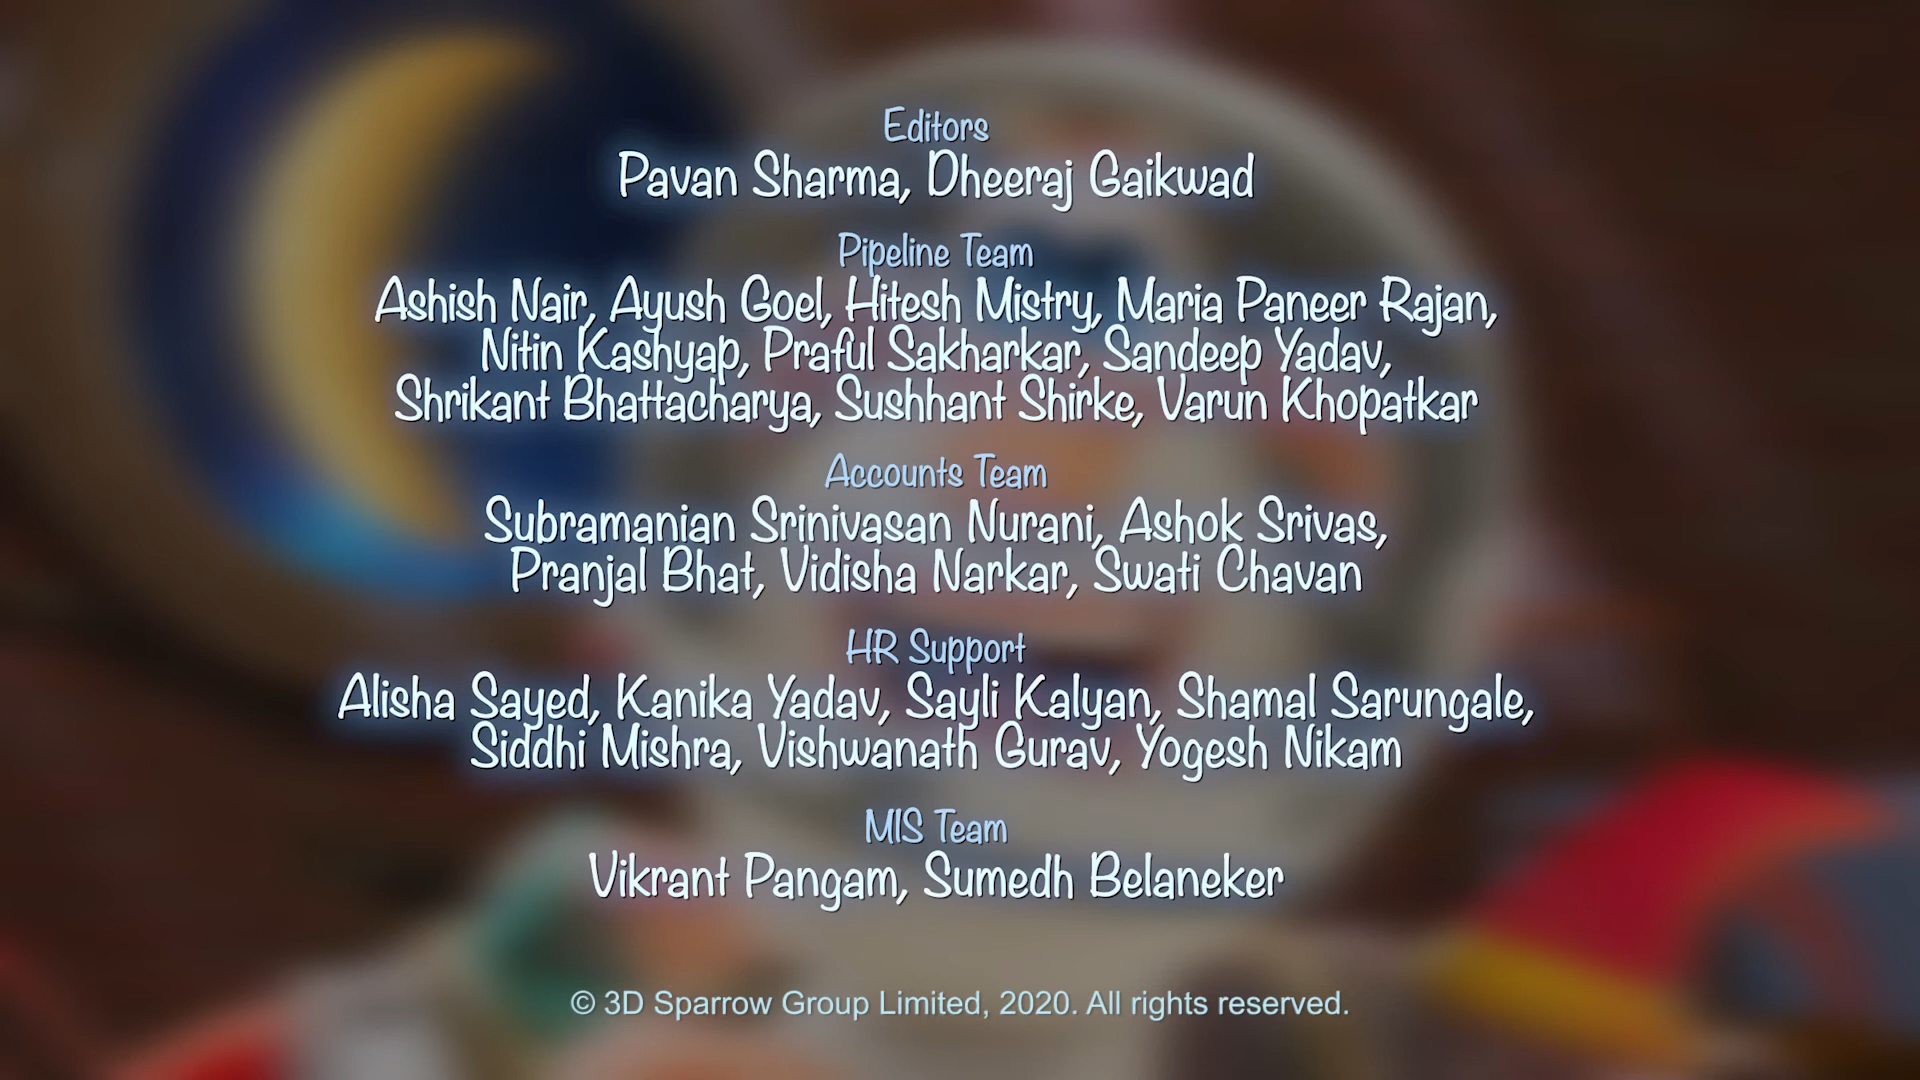 Editors
Pavan Sharma, Dheeraj Gaikwad
Pipeline Team
Ashish Nair, Ayush Goel, Hitesh Mistry, Maria Paneer Rajan,
Nitin Kashyap, Praful Sakharkar, Sandeep Yadav,
Shrikant Bhattacharya, Sushhant Shirke, Varun Khopatkar
Accounts Team
Subramanian Srinivasan Nurani, Ashok Srivas,
Pranjal Bhat, Vidisha Narkar, Swati Chavan
HR Support
Alisha Sayed, Kanika Yadav, Sayli Kalyan, Shamal Sarungale,
Siddhi Mishra, Vishwanath Gurav, Yogesh Nikam
MIS Team
Vikrant Pangam, Sumedh Belaneker
© 3D Sparrow Group Limited, 2020. All rights reserved.